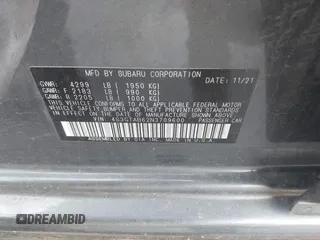 MFD BY SUBARU CORPORATION 11/21
GVWR: 4299 LB ( 1950 KG)
GAWR: F 2183 LB ( 990 KG)
GAWR: R 2205 LB ( 1000 KG)
THIS VEHICLE CONFORMS TO ALL APPLICABLE FEDERAL MOTOR
VEHICLE SAFETY, BUMPER AND THEFT PREVENTION STANDARDS
IN EFFECT ON THE DATE OF MANUFACTURE SHOWN ABOVE.
VIN: 4S3GTAB62N3709600 PASSENGER CAR
ASSEMBLED BY SIA, INC. MADE IN U.S.A.
DREAMBID